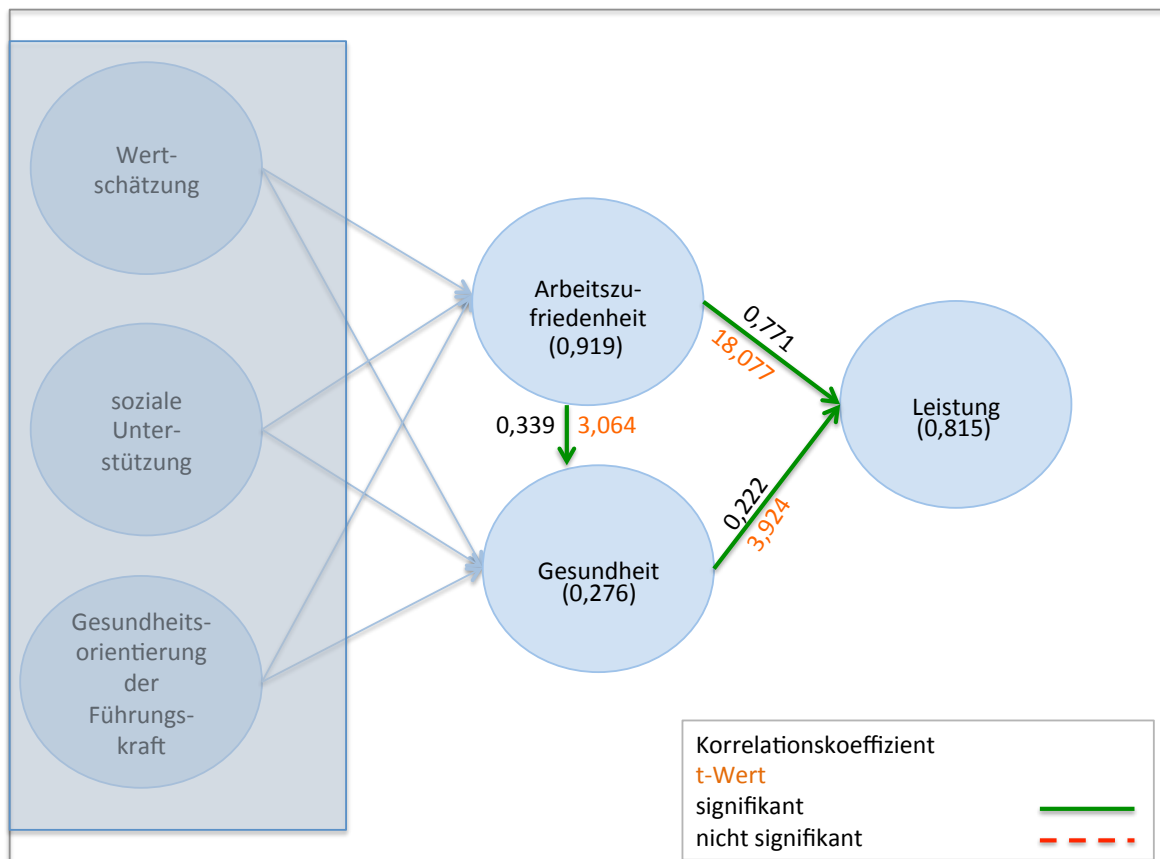 Wert-
schätzung
soziale
Unter-
stützung
Gesundheits-
orientierung
der
Führungs-
kraft
Arbeitszu-
friedenheit
(0,919)
0,339
3,064
Gesundheit
(0,276)
0,771
18,077
0,222
3,924
Leistung
(0,815)
Korrelationskoeffizient
t-Wert
signifikant
nicht signifikant